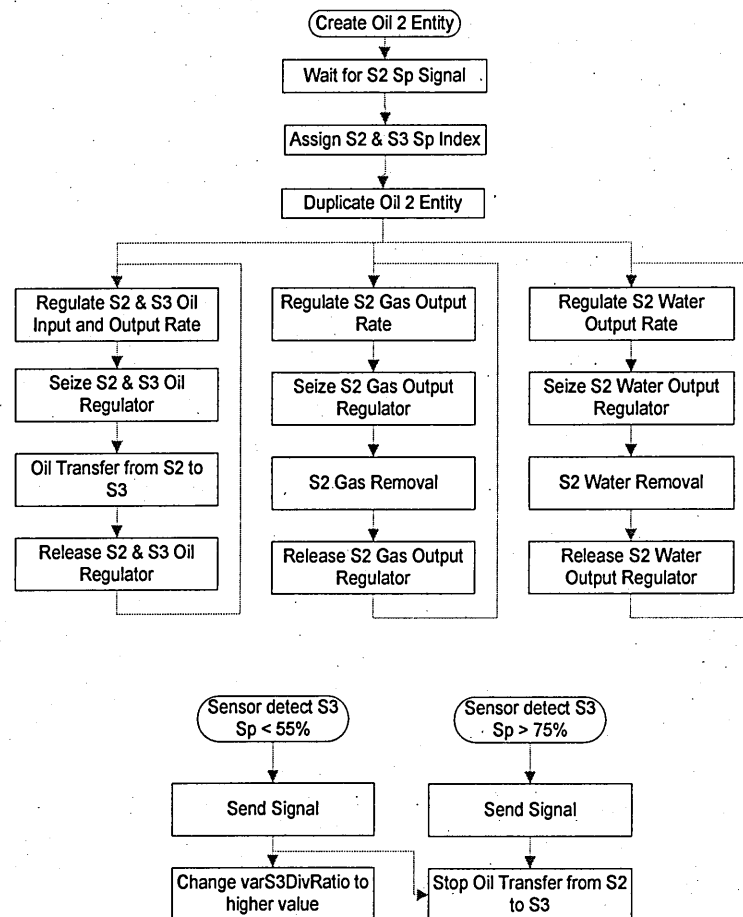 Create Oil 2 Entity
Wait for S2 Sp Signal
Assign S2 & S3 Sp Index
Duplicate Oil 2 Entity
Regulate S2 & S3 Oil
Input and Output Rate
Seize S2 & S3 Oil
Regulator
Oil Transfer from S2 to
S3
Release S2 & S3 Oil
Regulator
Regulate S2 Gas Output
Rate
Seize S2 Gas Output
Regulator
S2 Gas Removal
Release S2 Gas Output
Regulator
Regulate S2 Water
Output Rate
Seize S2 Water Output
Regulator
S2 Water Removal
Release S2 Water
Output Regulator
Sensor detect S3
Sp < 55%
Send Signal
Change varS3DivRatio to
higher value
Sensor detect S3
Sp > 75%
Send Signal
Stop Oil Transfer from S2
to S3